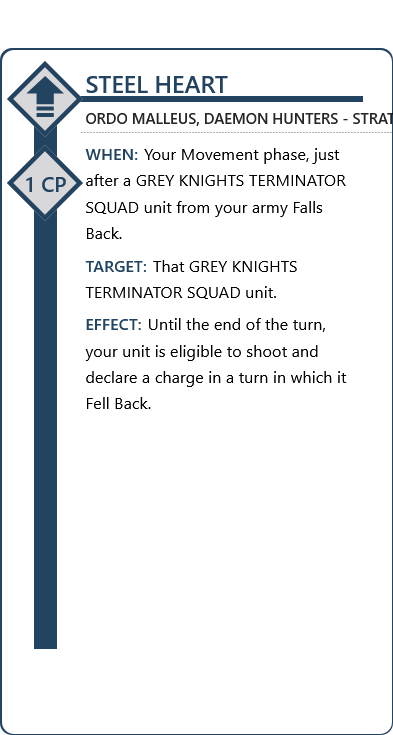 STEEL HEART
ORDO MALLEUS, DAEMON HUNTERS - STRAT
1 CP
WHEN: Your Movement phase, just
after a GREY KNIGHTS TERMINATOR
SQUAD unit from your army Falls
Back.
TARGET: That GREY KNIGHTS
TERMINATOR SQUAD unit.
EFFECT: Until the end of the turn,
your unit is eligible to shoot and
declare a charge in a turn in which it
Fell Back.